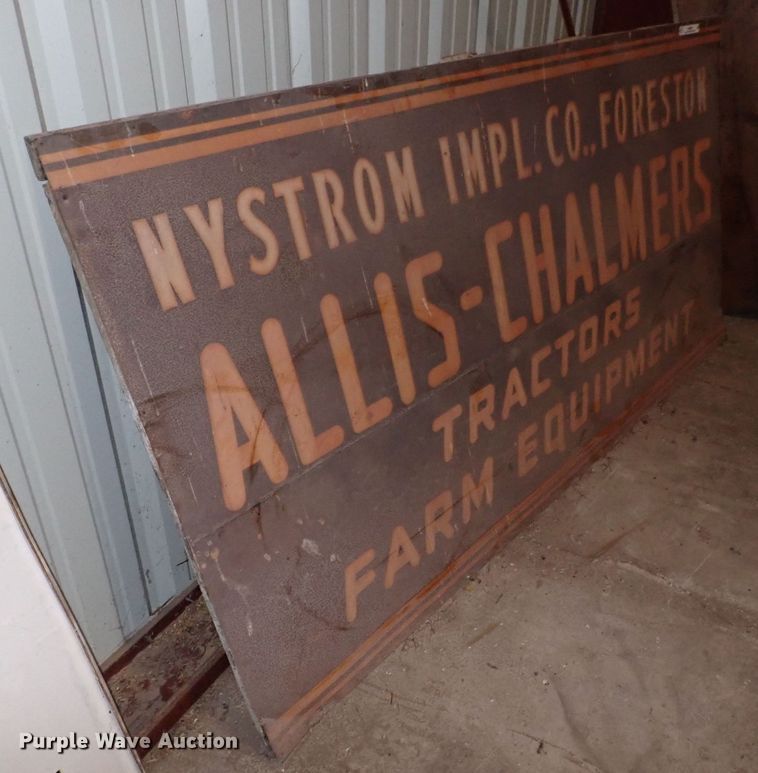 NYSTROM IMPL. CO., FORESTON
ALLIS-CHALMERS
TRACTORS
FARM EQUIPMENT
Purple Wave Auction